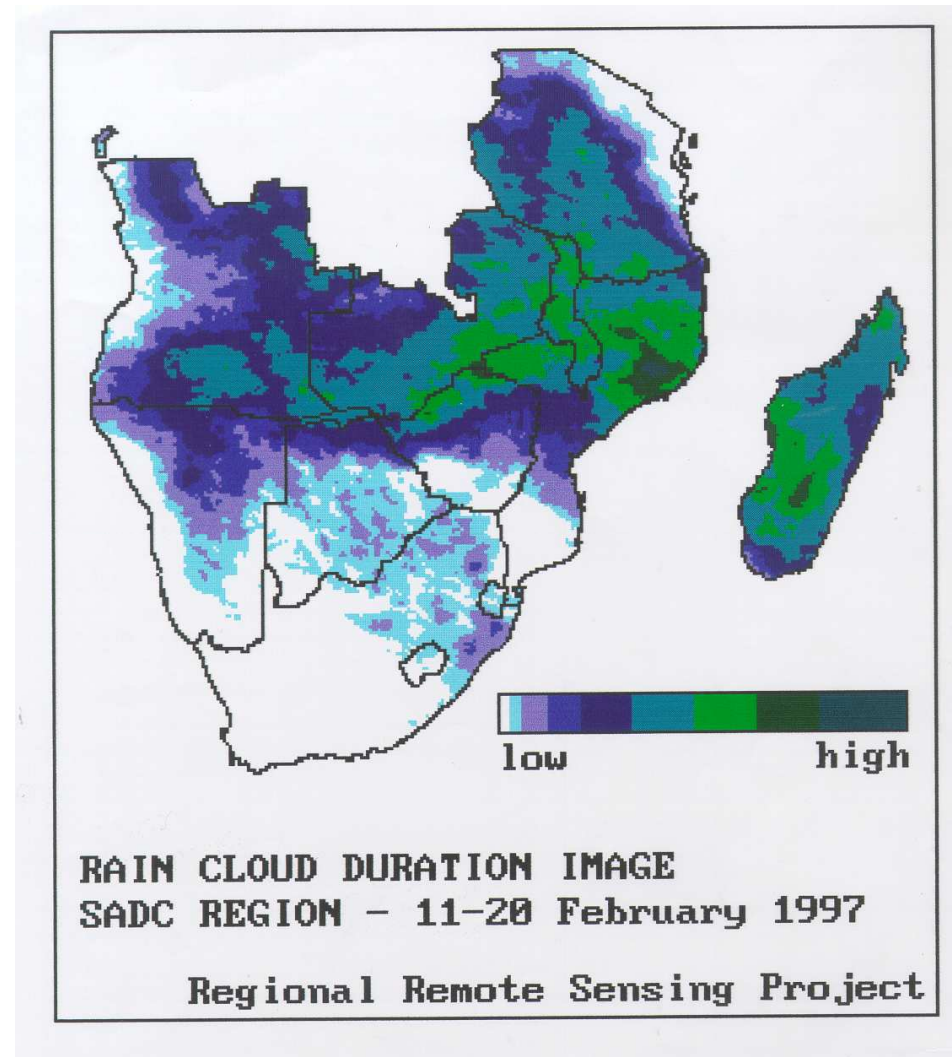 low high
RAIN CLOUD DURATION IMAGE
SADC REGION - 11-20 February 1997
Regional Remote Sensing Project